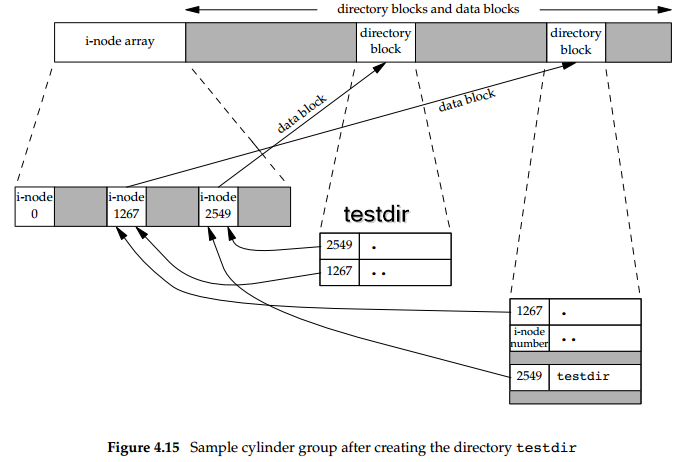 directory blocks and data blocks
i-node array
directory
block
directory
block
data block
data block
i-node
0
i-node
1267
i-node
2549
testdir
2549 .
1267 ..
1267 .
i-node
number ..
2549 testdir
Figure 4.15 Sample cylinder group after creating the directory testdir